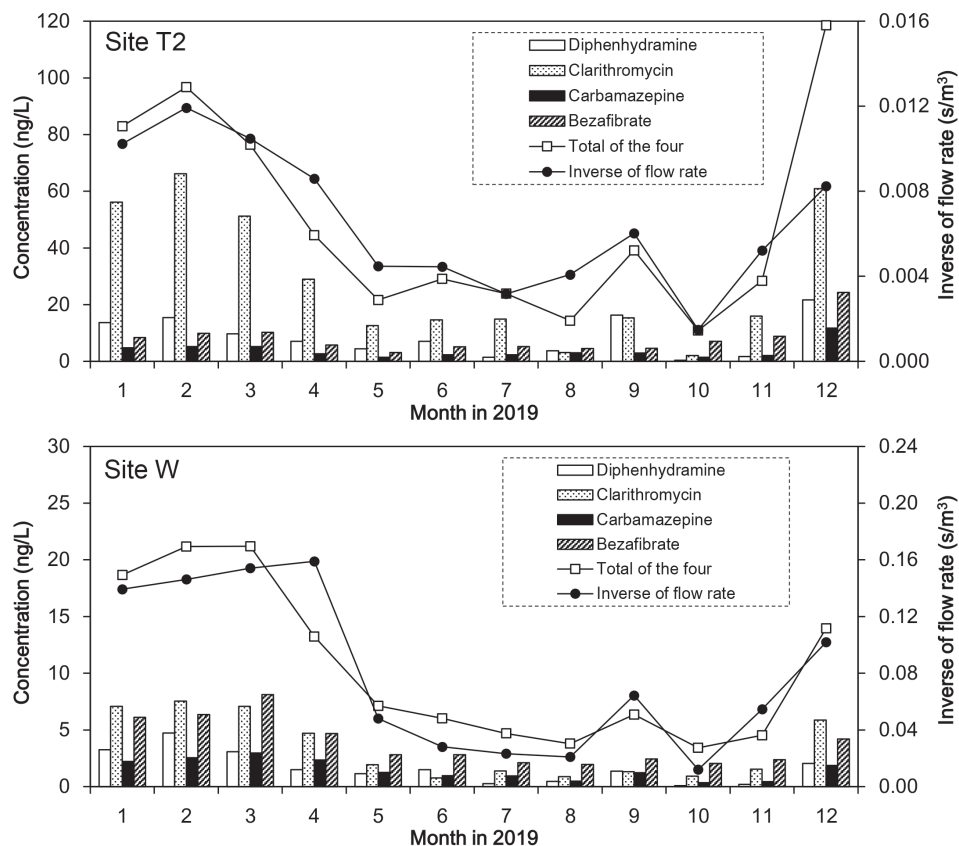 Site T2
Diphenhydramine
Clarithromycin
Carbamazepine
Bezafibrate
Total of the four
Inverse of flow rate
Concentration (ng/L)
120
100
80
60
40
20
0
Inverse of flow rate (s/m³)
0.016
0.012
0.008
0.004
0.000
1 2 3 4 5 6 7 8 9 10 11 12
Month in 2019
Site W
Diphenhydramine
Clarithromycin
Carbamazepine
Bezafibrate
Total of the four
Inverse of flow rate
Concentration (ng/L)
30
25
20
15
10
5
0
Inverse of flow rate (s/m³)
0.24
0.20
0.16
0.12
0.08
0.04
0.00
1 2 3 4 5 6 7 8 9 10 11 12
Month in 2019